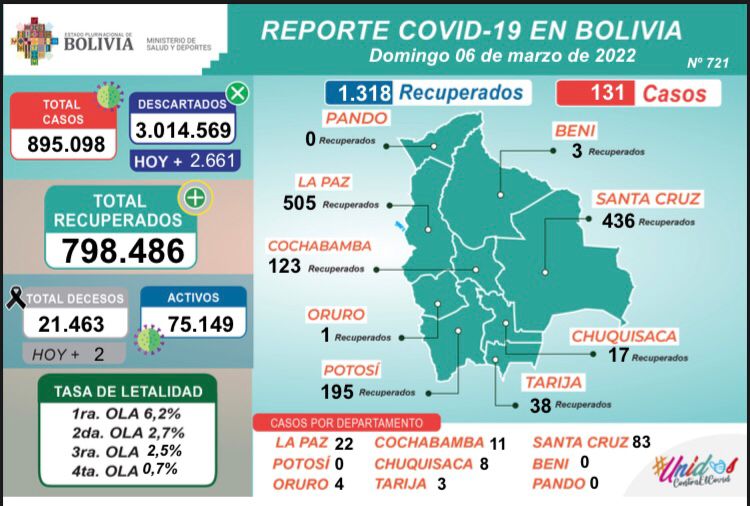 ESTADO PLURINACIONAL DE
BOLIVIA
MINISTERIO DE
SALUD Y DEPORTES
REPORTE COVID-19 EN BOLIVIA
Domingo 06 de marzo de 2022
Nº 721
TOTAL
CASOS
895.098
DESCARTADOS
3.014.569
HOY + 2.661
TOTAL
RECUPERADOS
798.486
TOTAL DECESOS
21.463
HOY + 2
ACTIVOS
75.149
TASA DE LETALIDAD
1ra. OLA 6,2%
2da. OLA 2,7%
3ra. OLA 2,5%
4ta. OLA 0,7%
1.318 Recuperados
131 Casos
PANDO
0 Recuperados
BENI
3 Recuperados
LA PAZ
505 Recuperados
SANTA CRUZ
436 Recuperados
COCHABAMBA
123 Recuperados
ORURO
1 Recuperados
CHUQUISACA
17 Recuperados
POTOSÍ
195 Recuperados
TARIJA
38 Recuperados
CASOS POR DEPARTAMENTO
LA PAZ 22 COCHABAMBA 11 SANTA CRUZ 83
POTOSÍ 0 CHUQUISACA 8 BENI 0
ORURO 4 TARIJA 3 PANDO 0
#Unidos
ContraElCovid